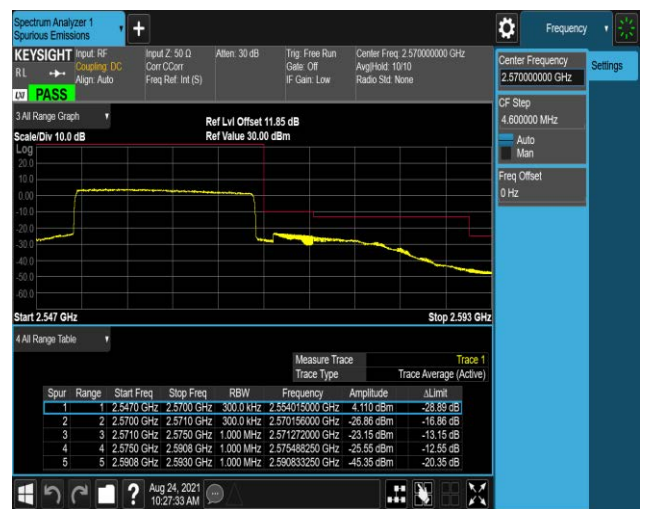 Spectrum Analyzer 1
Spurious Emissions
Frequency
KEYSIGHT Input: RF Input Z: 50 Ω Atten: 30 dB Trig: Free Run Center Freq: 2.570000000 GHz
RL Coupling: DC Corr CCorr Gate: Off Avg|Hold: 10/10
Align: Auto Freq Ref: Int (S) IF Gain: Low Radio Std: None
LXI PASS
Center Frequency
2.570000000 GHz
Settings
CF Step
4.600000 MHz
Auto
Man
Freq Offset
0 Hz
3 All Range Graph
Ref Lvl Offset 11.85 dB
Scale/Div 10.0 dB Ref Value 30.00 dBm
Log
20.0
10.0
0.00
-10.0
-20.0
-30.0
-40.0
-50.0
-60.0
Start 2.547 GHz Stop 2.593 GHz
4 All Range Table
Measure Trace Trace 1
Trace Type Trace Average (Active)
Spur Range Start Freq Stop Freq RBW Frequency Amplitude ΔLimit
1 1 2.5470 GHz 2.5700 GHz 300.0 kHz 2.554015000 GHz 4.110 dBm -28.89 dB
2 2 2.5700 GHz 2.5710 GHz 300.0 kHz 2.570156000 GHz -26.86 dBm -16.86 dB
3 3 2.5710 GHz 2.5750 GHz 1.000 MHz 2.571272000 GHz -23.15 dBm -13.15 dB
4 4 2.5750 GHz 2.5908 GHz 1.000 MHz 2.575488250 GHz -25.55 dBm -12.55 dB
5 5 2.5908 GHz 2.5930 GHz 1.000 MHz 2.590833250 GHz -45.35 dBm -20.35 dB
Aug 24, 2021
10:27:33 AM